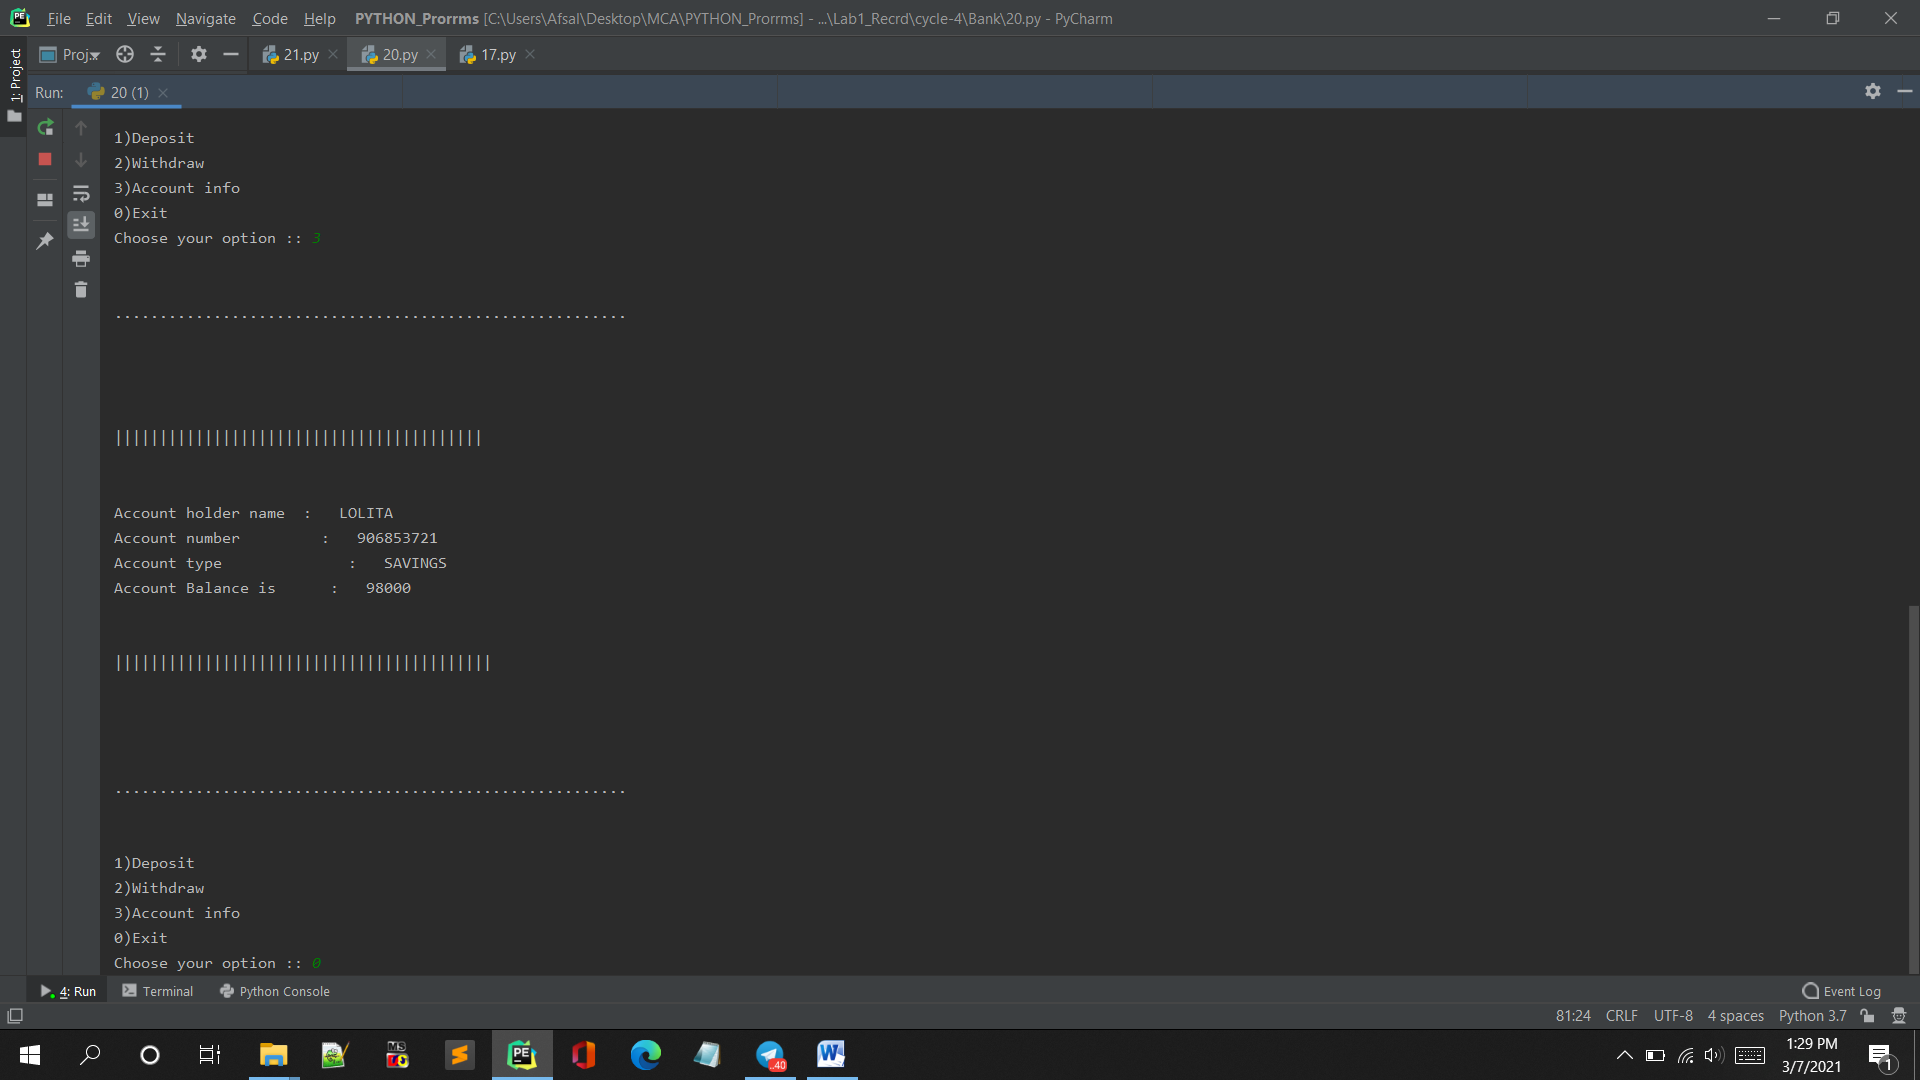 File Edit View Navigate Code Help PYTHON_Prorrms [C:\Users\Afsal\Desktop\MCA\PYTHON_Prorrms] - ...\Lab1_Recrd\cycle-4\Bank\20.py - PyCharm
Proj 21.py 20.py 17.py
1: Project
Run: 20 (1)
1)Deposit
2)Withdraw
3)Account info
0)Exit
Choose your option :: 3
.........................................................
|||||||||||||||||||||||||||||||||||||||||
Account holder name  :   LOLITA
Account number         :   906853721
Account type              :   SAVINGS
Account Balance is      :   98000
||||||||||||||||||||||||||||||||||||||||||
.........................................................
1)Deposit
2)Withdraw
3)Account info
0)Exit
Choose your option :: 0
4: Run Terminal Python Console Event Log
81:24 CRLF UTF-8 4 spaces Python 3.7
PE W ..40 1:29 PM
3/7/2021 1